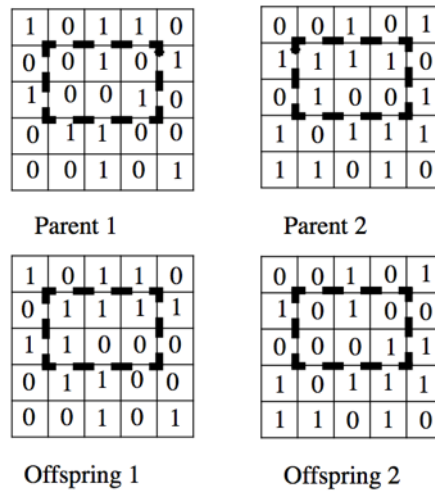 1 0 1 1 0 0 0 1 0 1
0 0 1 0 1 1 1 1 1 0
1 0 0 1 0 0 1 0 0 1
0 1 1 0 0 1 0 1 1 1
0 0 1 0 1 1 1 0 1 0
Parent 1 Parent 2
1 0 1 1 0 0 0 1 0 1
0 1 1 1 1 1 0 1 0 0
1 1 0 0 0 0 0 0 1 1
0 1 1 0 0 1 0 1 1 1
0 0 1 0 1 1 1 0 1 0
Offspring 1 Offspring 2